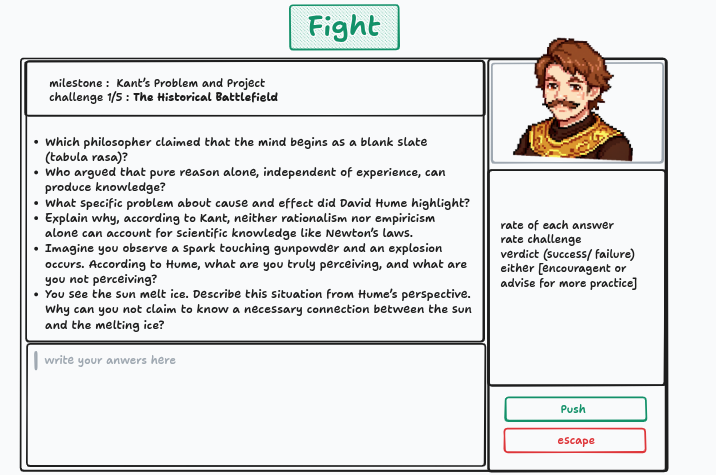 Fight
milestone : Kant's Problem and Project
challenge 1/5 : The Historical Battlefield
• Which philosopher claimed that the mind begins as a blank slate
(tabula rasa)?
• Who argued that pure reason alone, independent of experience, can
produce knowledge?
• What specific problem about cause and effect did David Hume highlight?
• Explain why, according to Kant, neither rationalism nor empiricism
alone can account for scientific knowledge like Newton's laws.
• Imagine you observe a spark touching gunpowder and an explosion
occurs. According to Hume, what are you truly perceiving, and what are
you not perceiving?
• You see the sun melt ice. Describe this situation from Hume's perspective.
Why can you not claim to know a necessary connection between the sun
and the melting ice?
write your anwers here
rate of each answer
rate challenge
verdict (success/ failure)
either [encouragent or
advise for more practice]
Push
escape